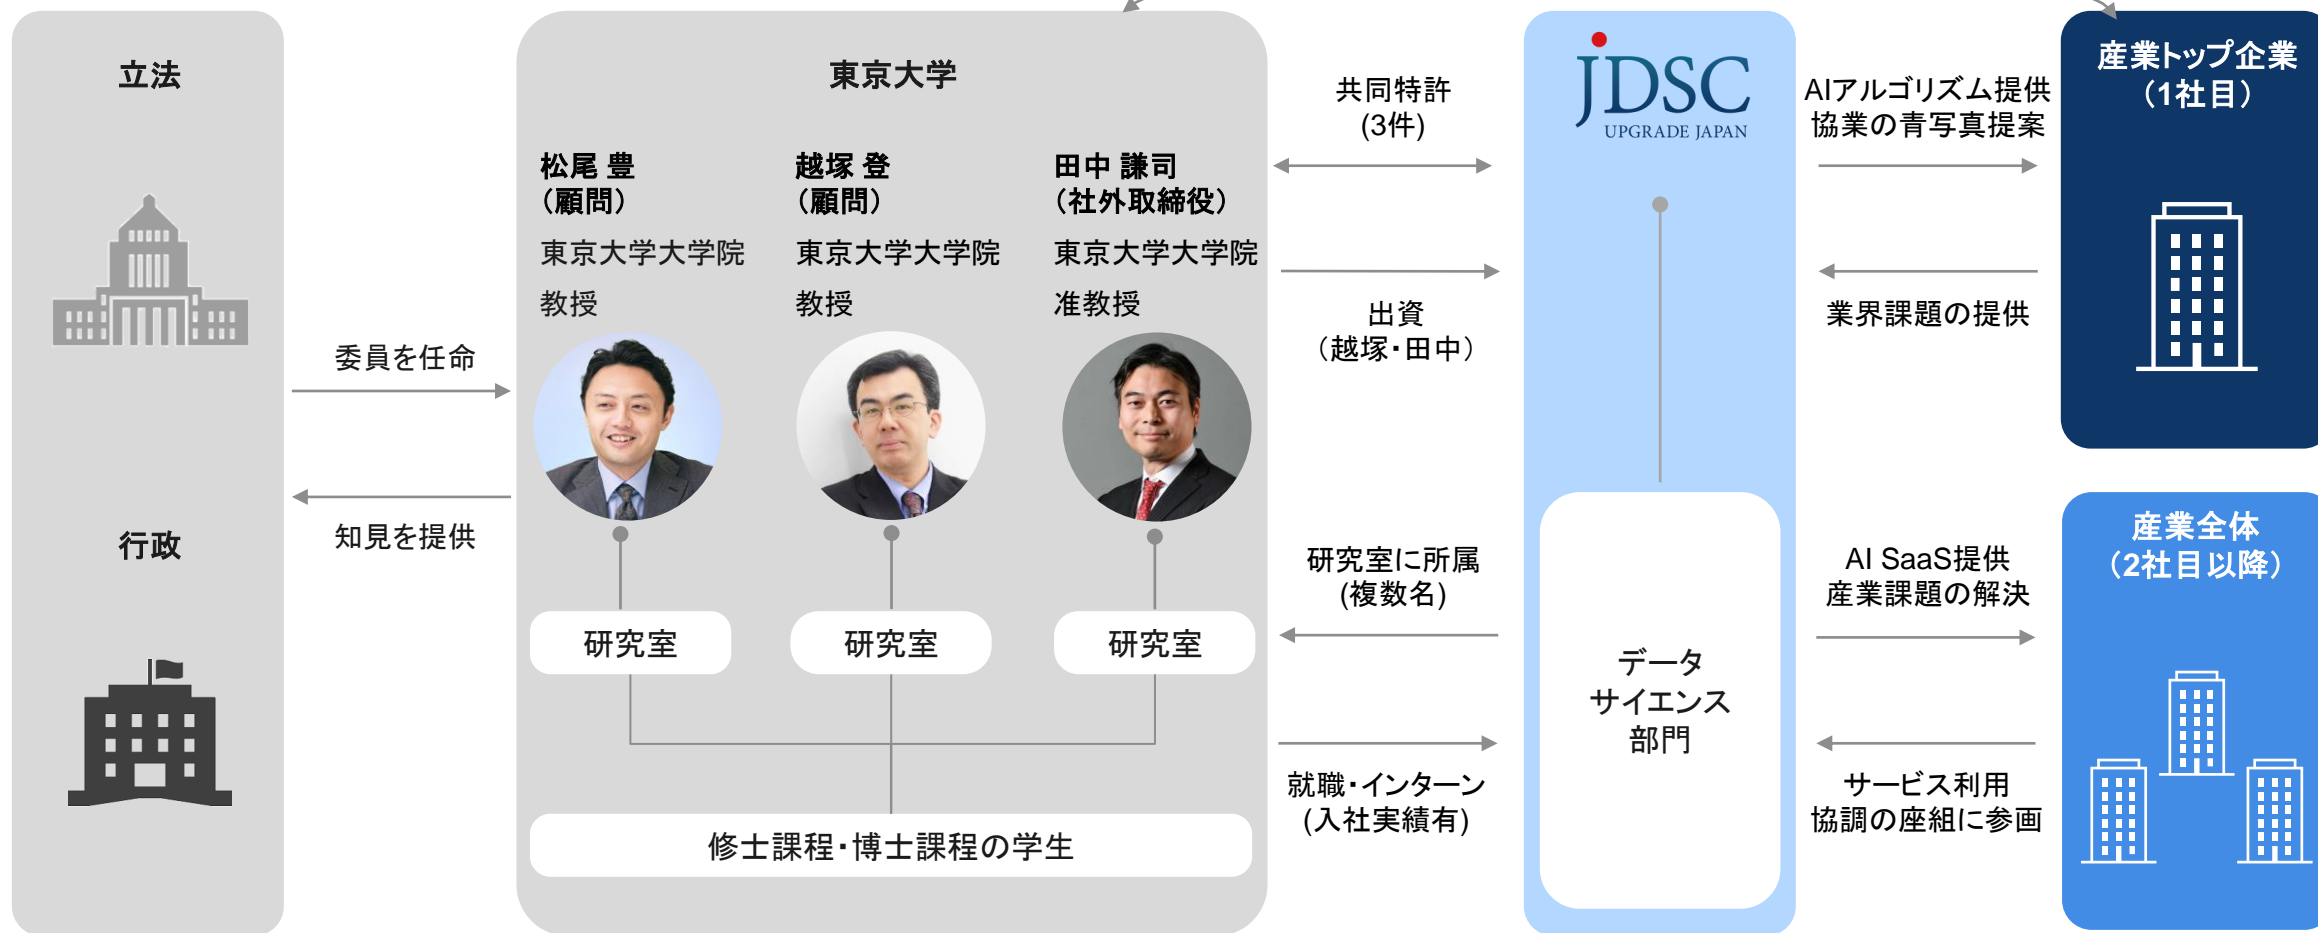 立法
行政
委員を任命
知見を提供
東京大学
松尾 豊
（顧問）
東京大学大学院
教授
越塚 登
（顧問）
東京大学大学院
教授
田中 謙司
（社外取締役）
東京大学大学院
准教授
研究室
研究室
研究室
修士課程・博士課程の学生
共同特許
(3件)
出資
（越塚・田中）
研究室に所属
(複数名)
就職・インターン
(入社実績有)
JDSC
UPGRADE JAPAN
データ
サイエンス
部門
AIアルゴリズム提供
協業の青写真提案
業界課題の提供
AI SaaS提供
産業課題の解決
サービス利用
協調の座組に参画
産業トップ企業
（1社目）
産業全体
（2社目以降）